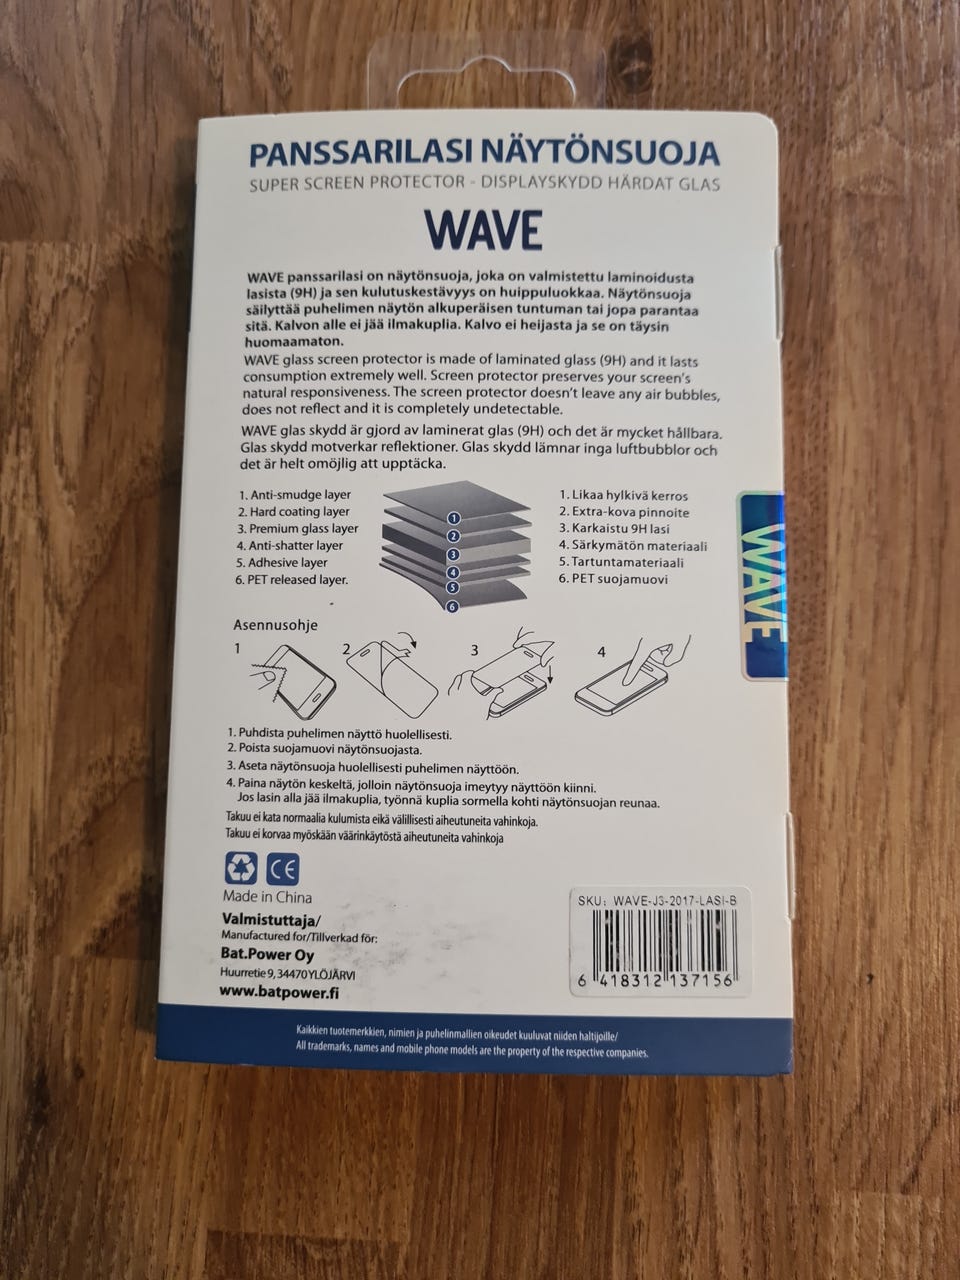 PANSSARILASI NÄYTÖNSUOJA
SUPER SCREEN PROTECTOR - DISPLAYSKYDD HÄRDAT GLAS
WAVE
WAVE panssarilasi on näytönsuoja, joka on valmistettu laminoidusta
lasista (9H) ja sen kulutuskestävyys on huippuluokkaa. Näytönsuoja
säilyttää puhelimen näytön alkuperäisen tuntuman tai jopa parantaa
sitä. Kalvon alle ei jää ilmakuplia. Kalvo ei heijasta ja se on täysin
huomaamaton.
WAVE glass screen protector is made of laminated glass (9H) and it lasts
consumption extremely well. Screen protector preserves your screen's
natural responsiveness. The screen protector doesn't leave any air bubbles,
does not reflect and it is completely undetectable.
WAVE glas skydd är gjord av laminerat glas (9H) och det är mycket hållbara.
Glas skydd motverkar reflektioner. Glas skydd lämnar inga luftbubblor och
det är helt omöjlig att upptäcka.
1. Anti-smudge layer
2. Hard coating layer
3. Premium glass layer
4. Anti-shatter layer
5. Adhesive layer
6. PET released layer.
1
2
3
4
5
6
1. Likaa hylkivä kerros
2. Extra-kova pinnoite
3. Karkaistu 9H lasi
4. Särkymätön materiaali
5. Tartuntamateriaali
6. PET suojamuovi
WAVE
Asennusohje
1 2 3 4
1. Puhdista puhelimen näyttö huolellisesti.
2. Poista suojamuovi näytönsuojasta.
3. Aseta näytönsuoja huolellisesti puhelimen näyttöön.
4. Paina näytön keskeltä, jolloin näytönsuoja imeytyy näyttöön kiinni.
Jos lasin alla jää ilmakuplia, työnnä kuplia sormella kohti näytönsuojan reunaa.
Takuu ei kata normaalia kulumista eikä välillisesti aiheutuneita vahinkoja.
Takuu ei korvaa myöskään väärinkäytöstä aiheutuneita vahinkoja
CE
Made in China
Valmistuttaja/
Manufactured for/Tillverkad för:
Bat.Power Oy
Huurretie 9, 34470 YLÖJÄRVI
www.batpower.fi
SKU: WAVE-J3-2017-LASI-B
6 418312 137156
Kaikkien tuotemerkkien, nimien ja puhelinmallien oikeudet kuuluvat niiden haltijoille/
All trademarks, names and mobile phone models are the property of the respective companies.